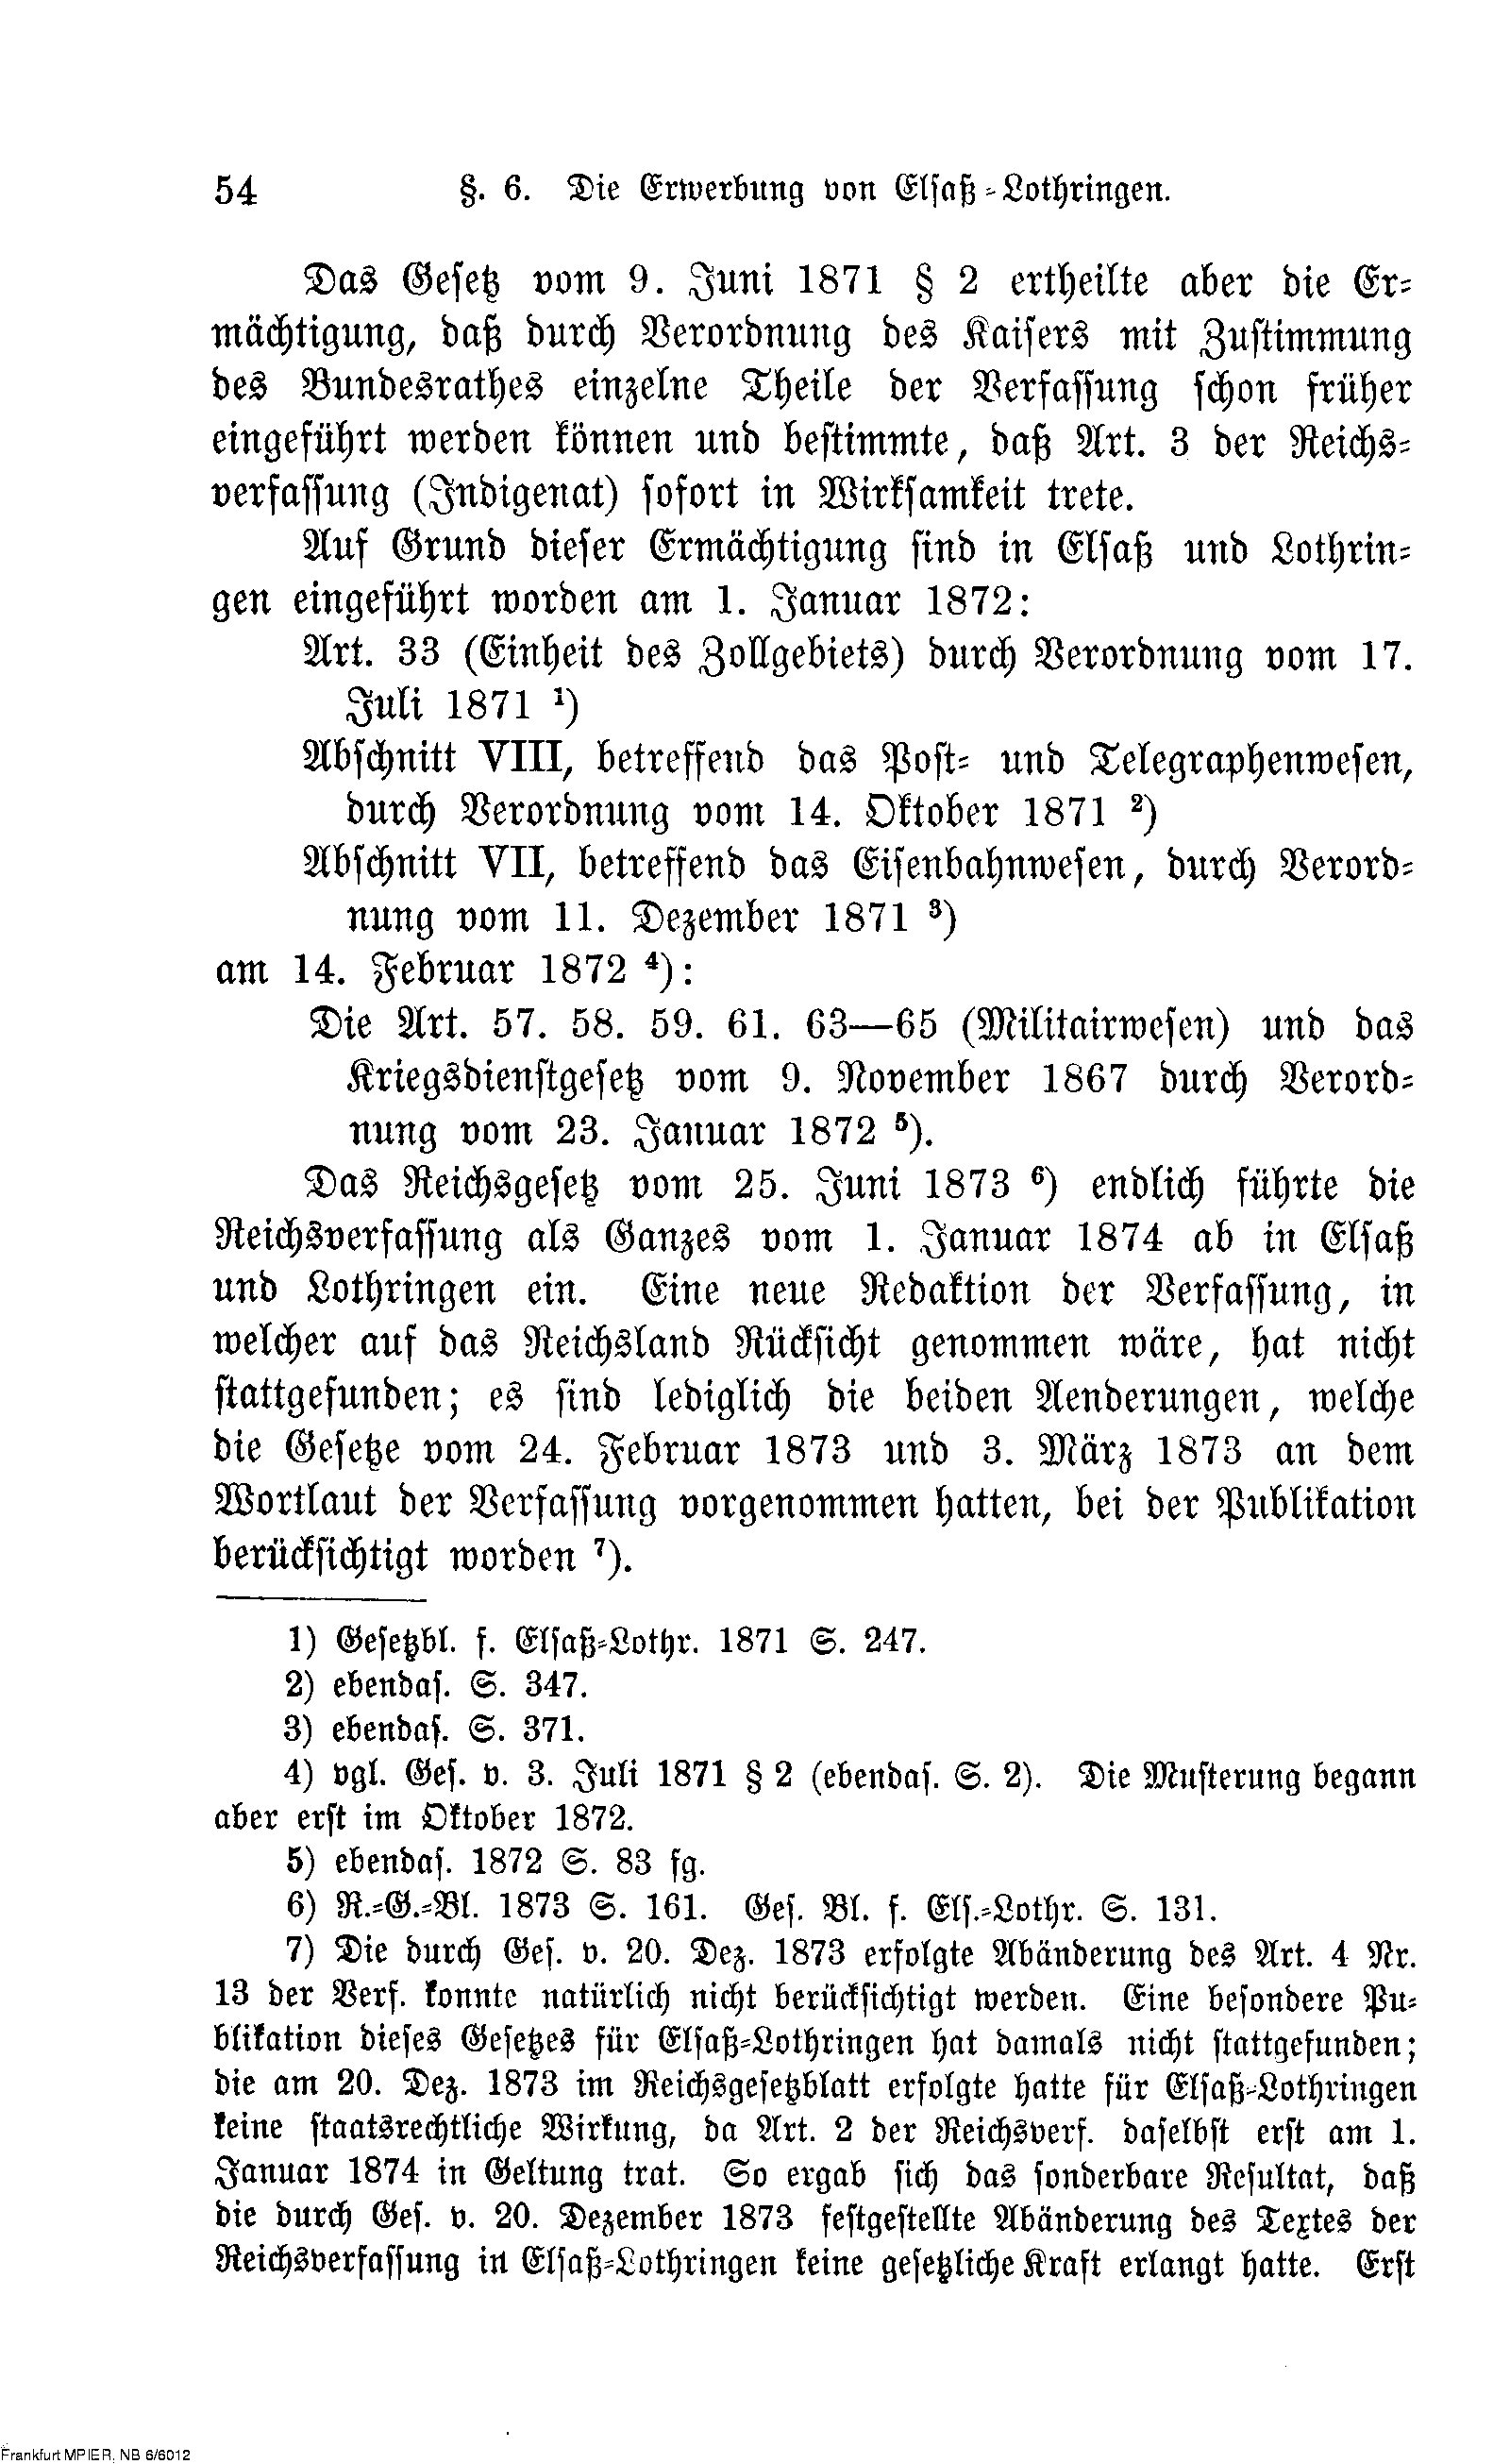 54 §. 6. Die Erwerbung von Elsaß-Lothringen.
Das Gesetz vom 9. Juni 1871 § 2 ertheilte aber die Er-
mächtigung, daß durch Verordnung des Kaisers mit Zustimmung
des Bundesrathes einzelne Theile der Verfassung schon früher
eingeführt werden können und bestimmte, daß Art. 3 der Reichs-
verfassung (Indigenat) sofort in Wirksamkeit trete.
Auf Grund dieser Ermächtigung sind in Elsaß und Lothrin-
gen eingeführt worden am 1. Januar 1872:
Art. 33 (Einheit des Zollgebiets) durch Verordnung vom 17.
Juli 1871 ¹)
Abschnitt VIII, betreffend das Post- und Telegraphenwesen,
durch Verordnung vom 14. Oktober 1871 ²)
Abschnitt VII, betreffend das Eisenbahnwesen, durch Verord-
nung vom 11. Dezember 1871 ³)
am 14. Februar 1872 ⁴):
Die Art. 57. 58. 59. 61. 63—65 (Militairwesen) und das
Kriegsdienstgesetz vom 9. November 1867 durch Verord-
nung vom 23. Januar 1872 ⁵).
Das Reichsgesetz vom 25. Juni 1873 ⁶) endlich führte die
Reichsverfassung als Ganzes vom 1. Januar 1874 ab in Elsaß
und Lothringen ein. Eine neue Redaktion der Verfassung, in
welcher auf das Reichsland Rücksicht genommen wäre, hat nicht
stattgefunden; es sind lediglich die beiden Aenderungen, welche
die Gesetze vom 24. Februar 1873 und 3. März 1873 an dem
Wortlaut der Verfassung vorgenommen hatten, bei der Publikation
berücksichtigt worden ⁷).
1) Gesetzbl. f. Elsaß-Lothr. 1871 S. 247.
2) ebendas. S. 347.
3) ebendas. S. 371.
4) vgl. Ges. v. 3. Juli 1871 § 2 (ebendas. S. 2). Die Musterung begann
aber erst im Oktober 1872.
5) ebendas. 1872 S. 83 fg.
6) R.-G.-Bl. 1873 S. 161. Ges. Bl. f. Els.-Lothr. S. 131.
7) Die durch Ges. v. 20. Dez. 1873 erfolgte Abänderung des Art. 4 Nr.
13 der Verf. konnte natürlich nicht berücksichtigt werden. Eine besondere Pu-
blikation dieses Gesetzes für Elsaß-Lothringen hat damals nicht stattgefunden;
die am 20. Dez. 1873 im Reichsgesetzblatt erfolgte hatte für Elsaß-Lothringen
keine staatsrechtliche Wirkung, da Art. 2 der Reichsverf. daselbst erst am 1.
Januar 1874 in Geltung trat. So ergab sich das sonderbare Resultat, daß
die durch Ges. v. 20. Dezember 1873 festgestellte Abänderung des Textes der
Reichsverfassung in Elsaß-Lothringen keine gesetzliche Kraft erlangt hatte. Erst
Frankfurt MPIER, NB 6/6012